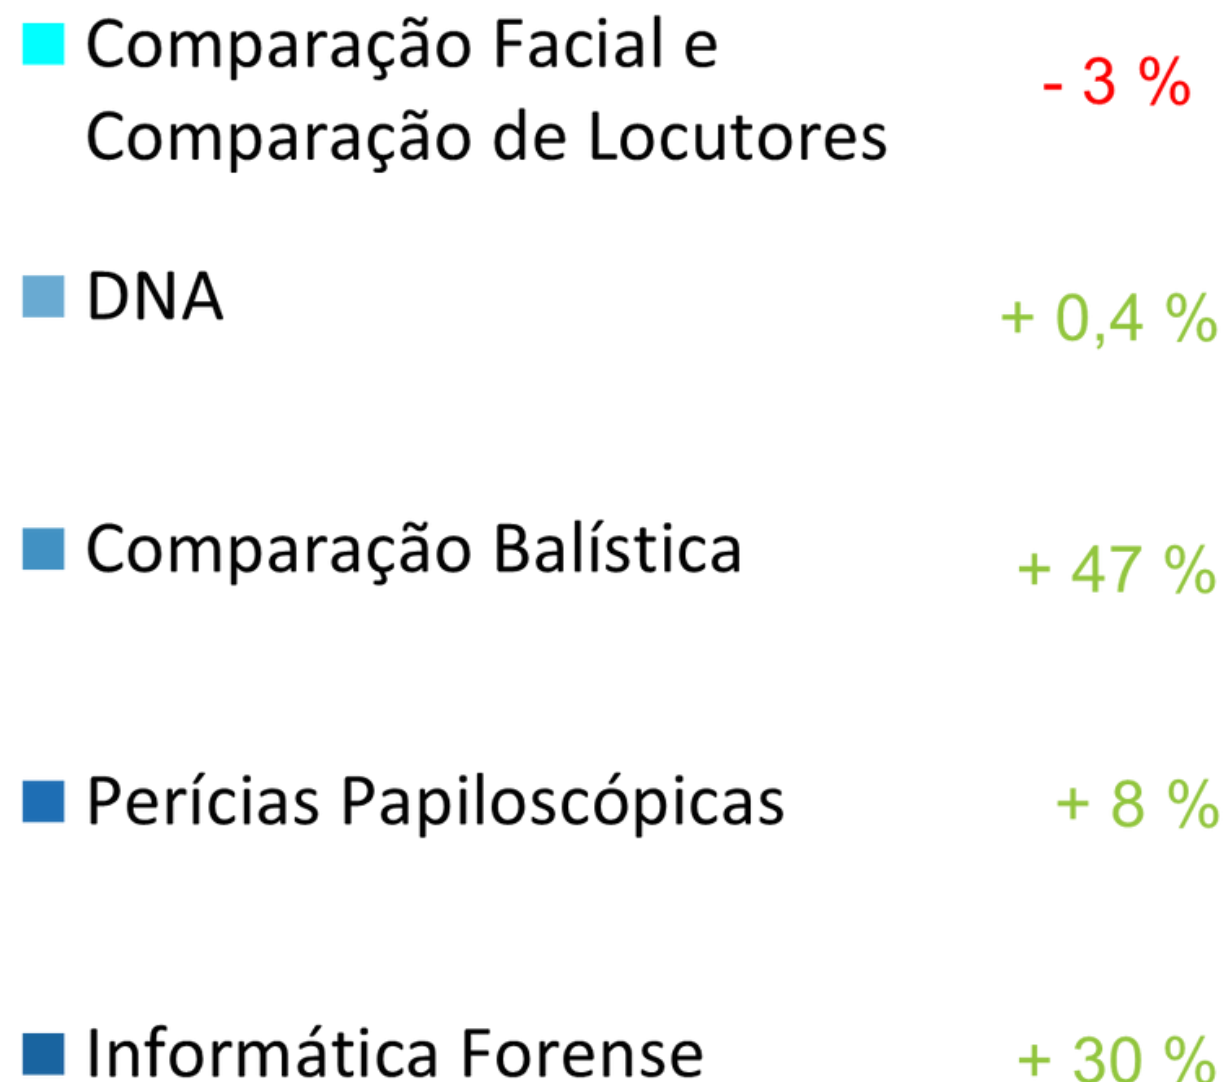 Comparação Facial e
Comparação de Locutores
- 3 %
DNA
+ 0,4 %
Comparação Balística
+ 47 %
Perícias Papiloscópicas
+ 8 %
Informática Forense
+ 30 %